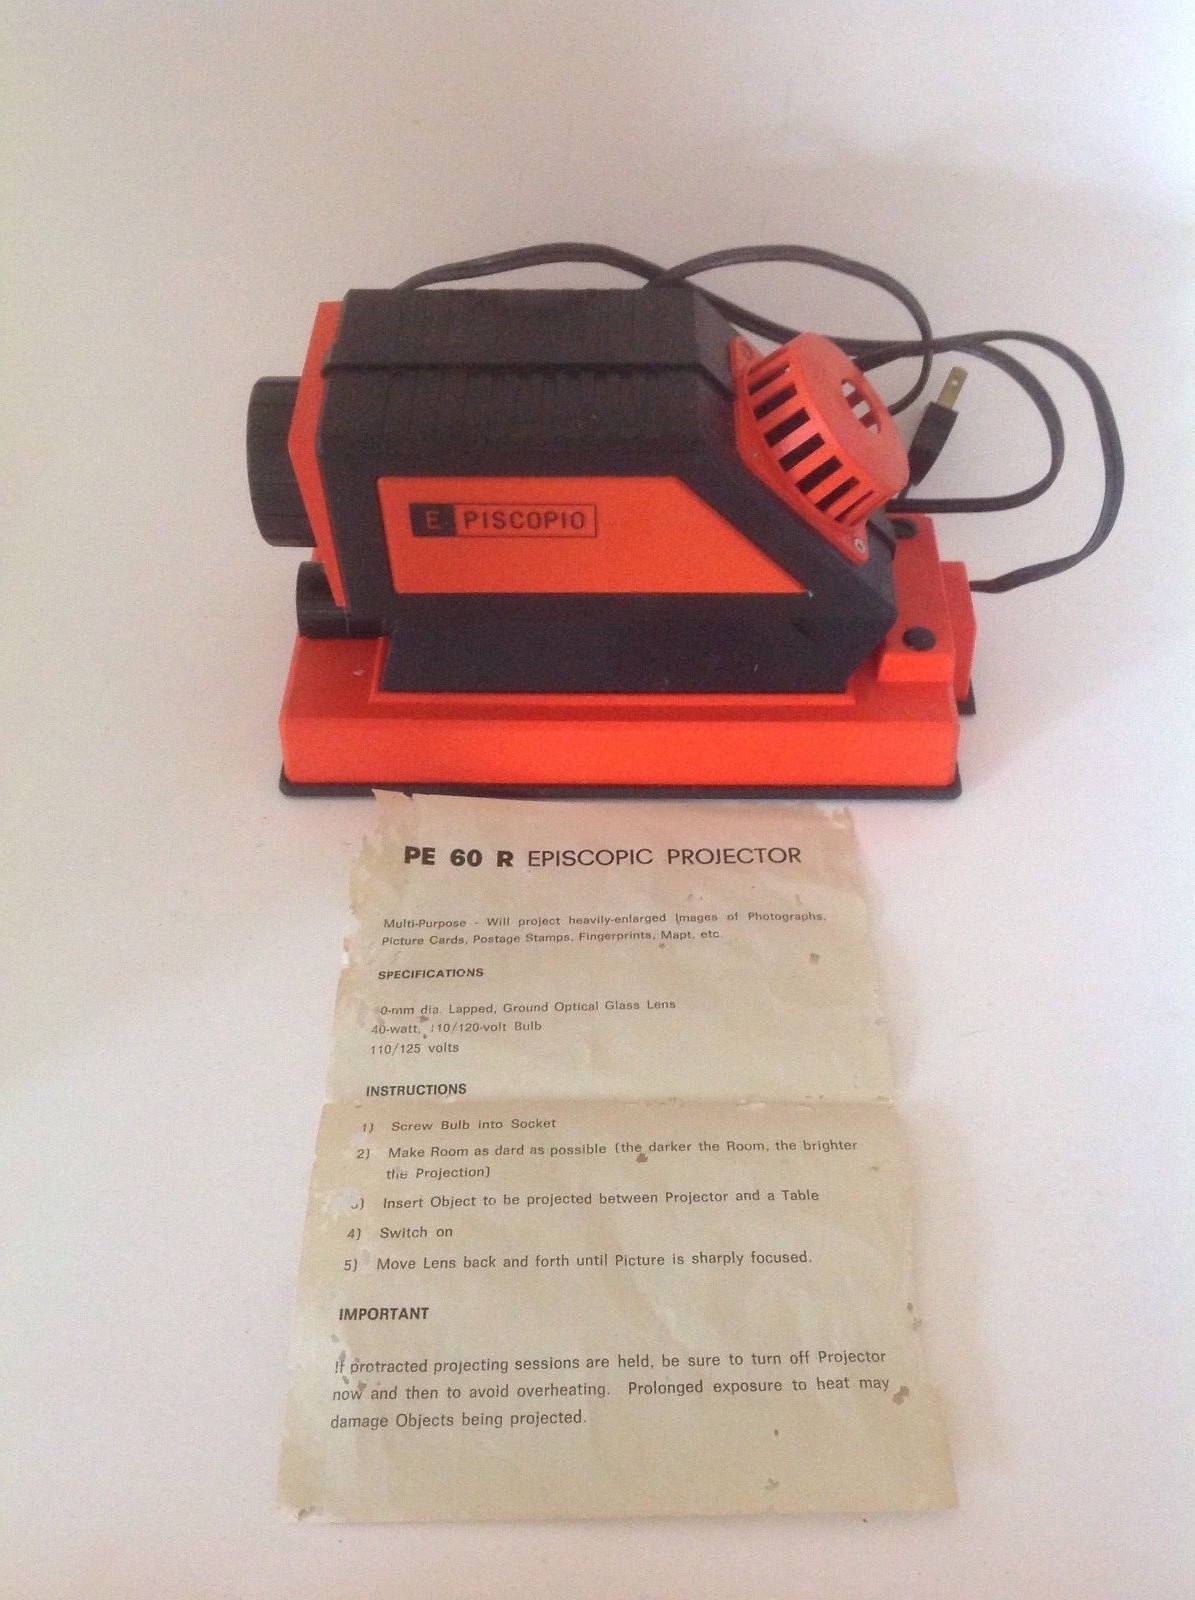 E PISCOPIO
PE 60 R EPISCOPIC PROJECTOR
Multi-Purpose - Will project heavily-enlarged Images of Photographs,
Picture Cards, Postage Stamps, Fingerprints, Mapt, etc.
SPECIFICATIONS
0-mm dia. Lapped, Ground Optical Glass Lens
40-watt, 110/120-volt Bulb
110/125 volts
INSTRUCTIONS
1) Screw Bulb into Socket
2) Make Room as dard as possible (the darker the Room, the brighter
the Projection)
3) Insert Object to be projected between Projector and a Table
4) Switch on
5) Move Lens back and forth until Picture is sharply focused.
IMPORTANT
If protracted projecting sessions are held, be sure to turn off Projector
now and then to avoid overheating. Prolonged exposure to heat may
damage Objects being projected.